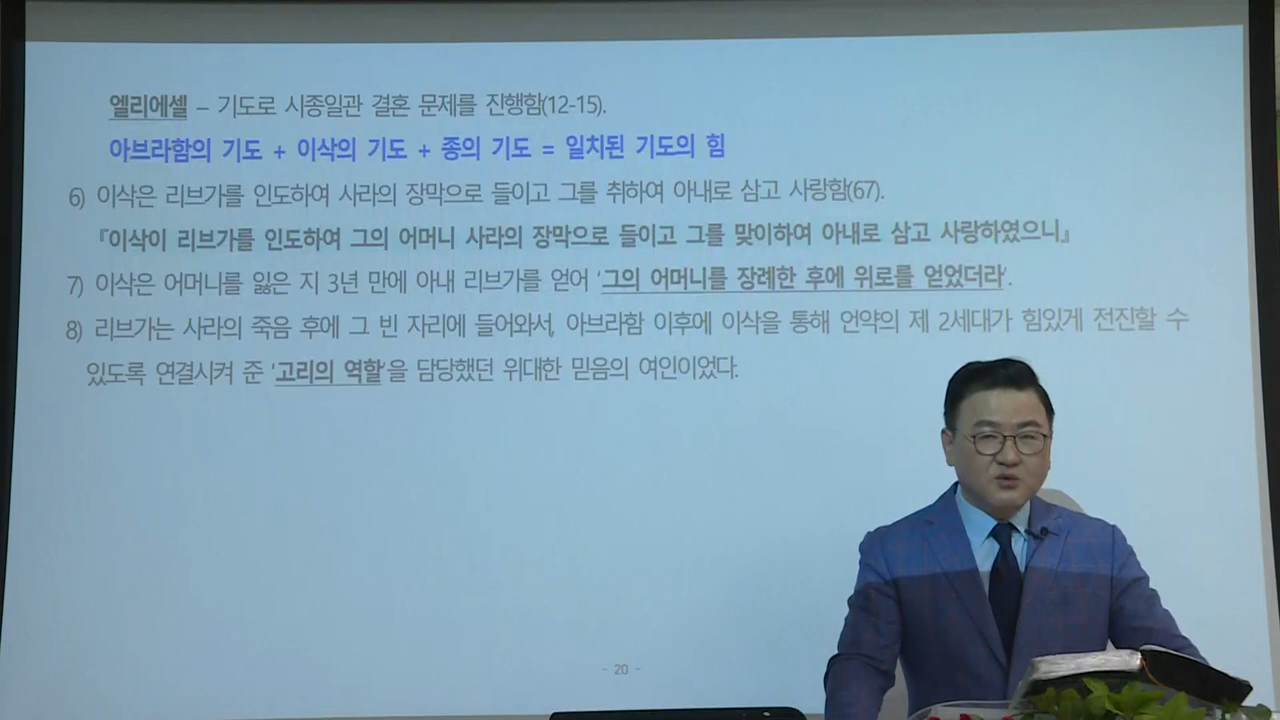 엘리에셀 – 기도로 시종일관 결혼 문제를 진행함(12-15).
아브라함의 기도 + 이삭의 기도 + 종의 기도 = 일치된 기도의 힘
6) 이삭은 리브가를 인도하여 사라의 장막으로 들이고 그를 취하여 아내로 삼고 사랑함(67).
『이삭이 리브가를 인도하여 그의 어머니 사라의 장막으로 들이고 그를 맞이하여 아내로 삼고 사랑하였으니』
7) 이삭은 어머니를 잃은 지 3년 만에 아내 리브가를 얻어 '그의 어머니를 장례한 후에 위로를 얻었더라'.
8) 리브가는 사라의 죽음 후에 그 빈 자리에 들어와서, 아브라함 이후에 이삭을 통해 언약의 제 2세대가 힘있게 전진할 수
있도록 연결시켜 준 '고리의 역할'을 담당했던 위대한 믿음의 여인이었다.
- 20 -